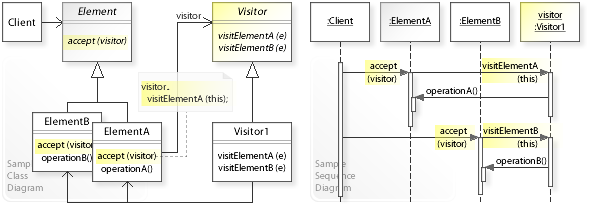 Client
Element
accept (visitor)
visitor
Visitor
visitElementA (e)
visitElementB (e)
visitor.
visitElementA (this);
ElementB
accept (visitor)
operationB()
ElementA
accept (visitor)
operationA()
Visitor1
visitElementA (e)
visitElementB (e)
Sample
Class
Diagram
:Client
:ElementA
:ElementB
visitor
:Visitor1
accept
(visitor)
visitElementA
(this)
operationA()
accept
(visitor)
visitElementB
(this)
operationB()
Sample
Sequence
Diagram